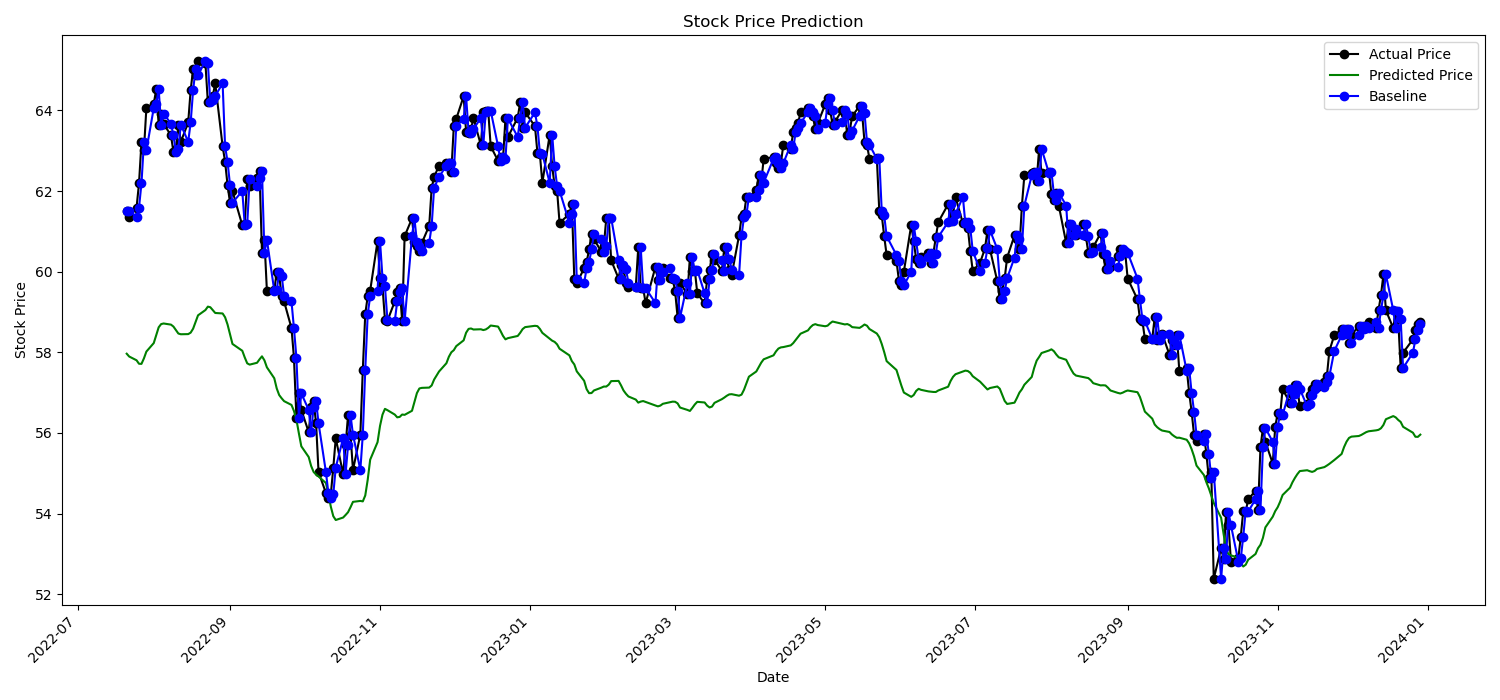 Stock Price Prediction
Actual Price
Predicted Price
Baseline
Stock Price
64
62
60
58
56
54
52
2022-07
2022-09
2022-11
2023-01
2023-03
2023-05
2023-07
2023-09
2023-11
2024-01
Date